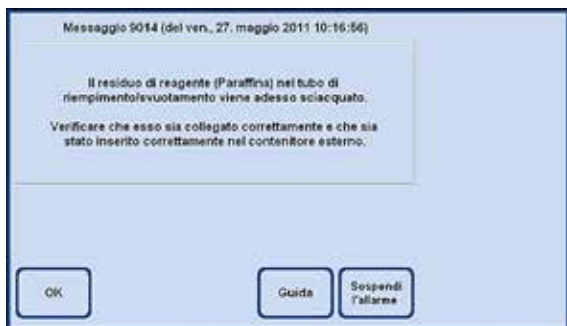 Messaggio 9014 (del ven., 27. maggio 2011 10:16:56)
Il residuo di reagente (Paraffina) nel tubo di
riempimento/svuotamento viene adesso sciacquato.
Verificare che esso sia collegato correttamente e che sia
stato inserito correttamente nel contenitore esterno.
OK
Guida
Sospendi
l'allarme